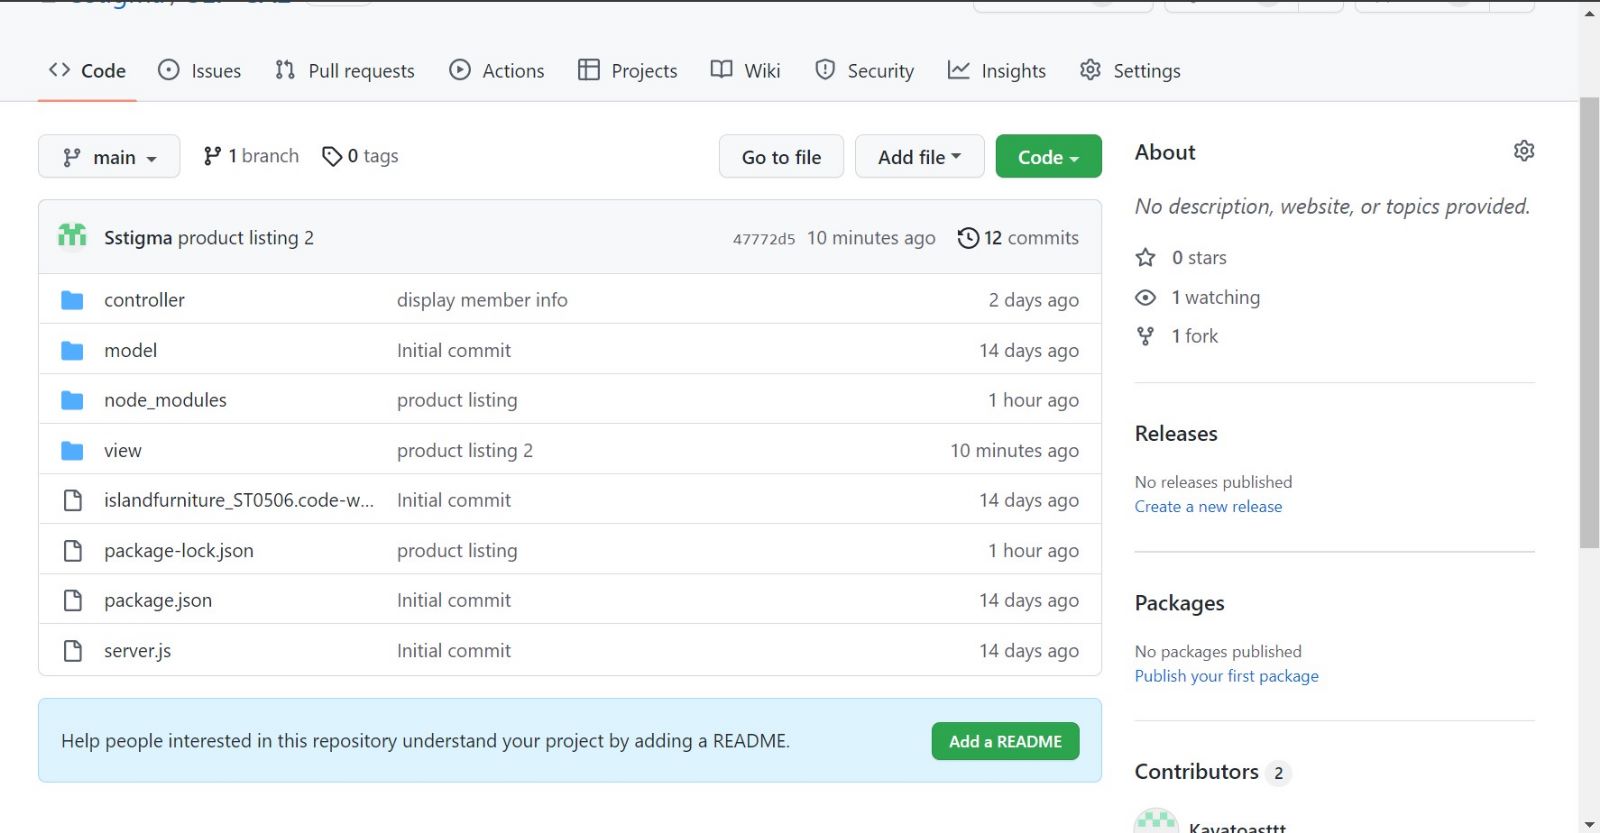 Code Issues Pull requests Actions Projects Wiki Security Insights Settings
main 1 branch 0 tags Go to file Add file Code
Sstigma product listing 2 47772d5 10 minutes ago 12 commits
controller display member info 2 days ago
model Initial commit 14 days ago
node_modules product listing 1 hour ago
view product listing 2 10 minutes ago
islandfurniture_ST0506.code-w... Initial commit 14 days ago
package-lock.json product listing 1 hour ago
package.json Initial commit 14 days ago
server.js Initial commit 14 days ago
Help people interested in this repository understand your project by adding a README. Add a README
About
No description, website, or topics provided.
0 stars
1 watching
1 fork
Releases
No releases published
Create a new release
Packages
No packages published
Publish your first package
Contributors 2
Kayatoasttt